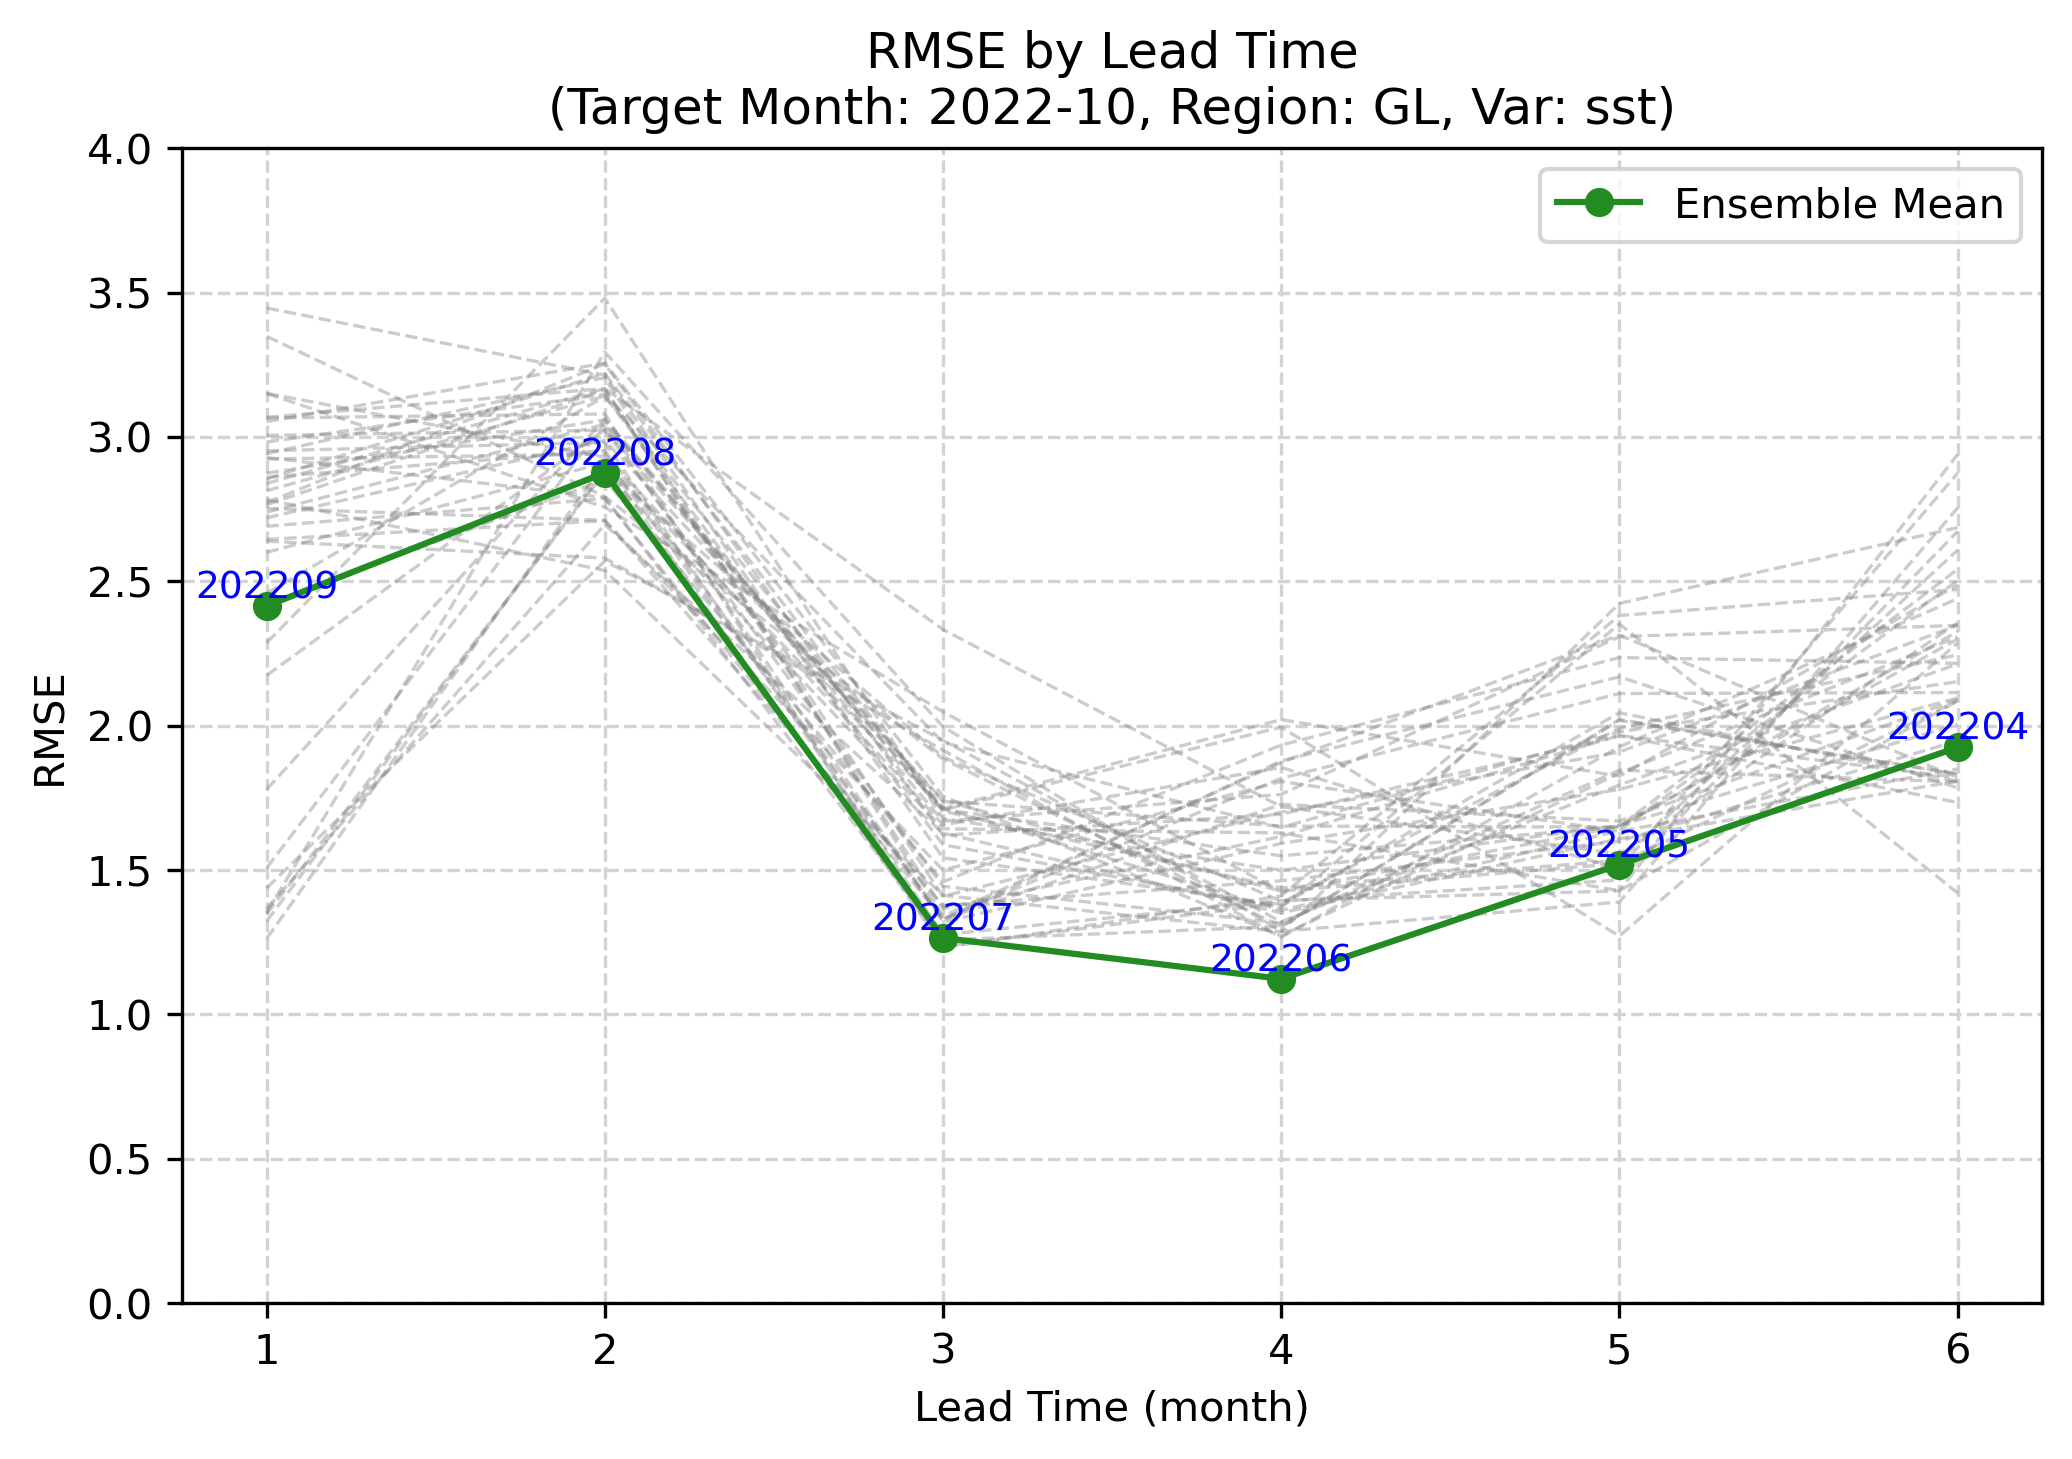 RMSE by Lead Time
(Target Month: 2022-10, Region: GL, Var: sst)
4.0
3.5
3.0
2.5
2.0
1.5
1.0
0.5
0.0
RMSE
Ensemble Mean
202209
202208
202207
202206
202205
202204
1 2 3 4 5 6
Lead Time (month)